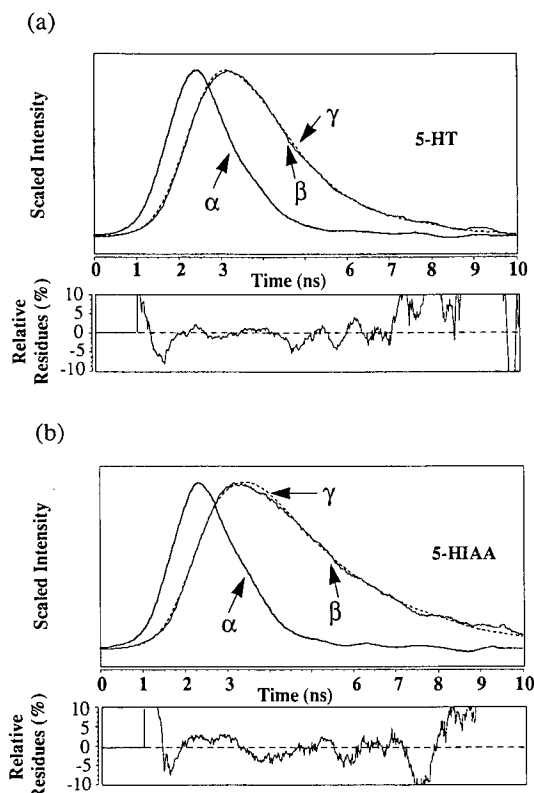 (a)
Scaled Intensity
5-HT
γ
β
α
0 1 2 3 6 7 8 9 10
Time (ns)
Relative
Residues (%)
10
5
0
-5
-10
(b)
Scaled Intensity
γ
5-HIAA
β
α
0 1 2 3 Time (ns) 6 7 8 9 10
Relative
Residues (%)
10
5
0
-5
-10